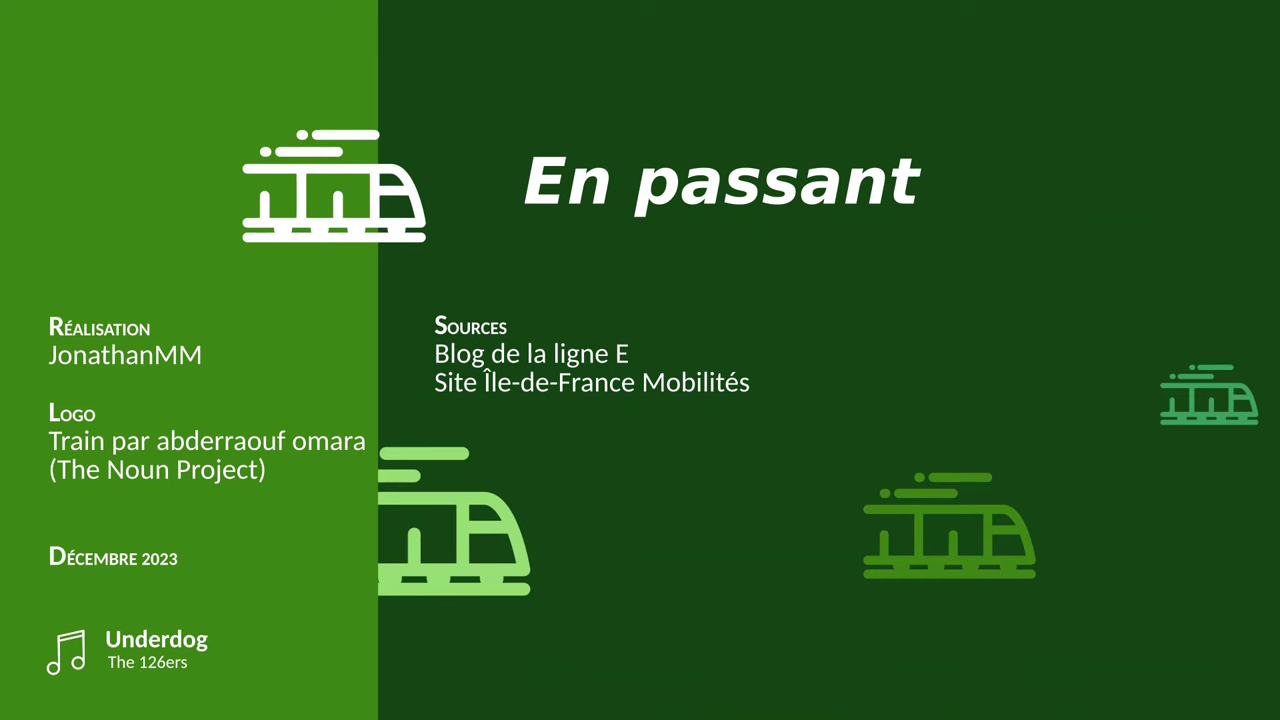 En passant
Réalisation
JonathanMM
Logo
Train par abderraouf omara
(The Noun Project)
Décembre 2023
Underdog
The 126ers
Sources
Blog de la ligne E
Site Île-de-France Mobilités